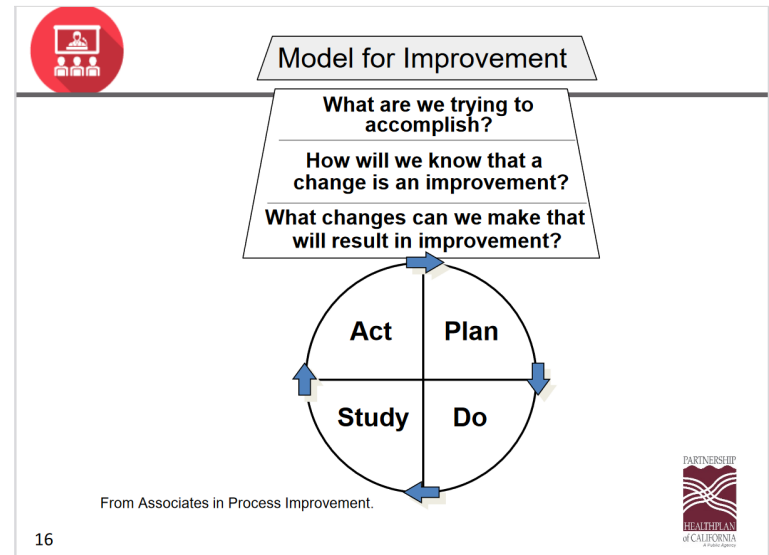 Model for Improvement
What are we trying to
accomplish?
How will we know that a
change is an improvement?
What changes can we make that
will result in improvement?
Act
Plan
Study
Do
From Associates in Process Improvement.
16
PARTNERSHIP
HEALTHPLAN
of CALIFORNIA
A Public Agency